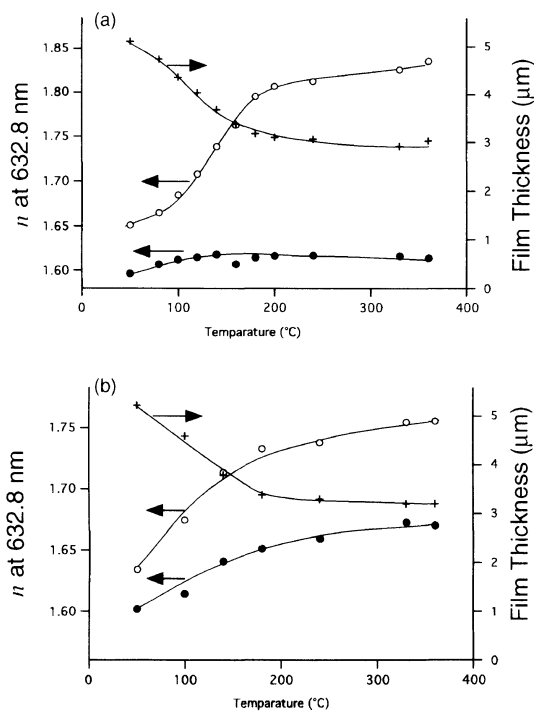 (a)
1.85
1.80
1.75
1.70
1.65
1.60
n at 632.8 nm
5
4
3
2
1
0
Film Thickness (μm)
0 100 200 300 400
Temparature (°C)
(b)
1.75
1.70
1.65
1.60
n at 632.8 nm
5
4
3
2
1
0
Film Thickness (μm)
0 100 200 300 400
Temparature (°C)